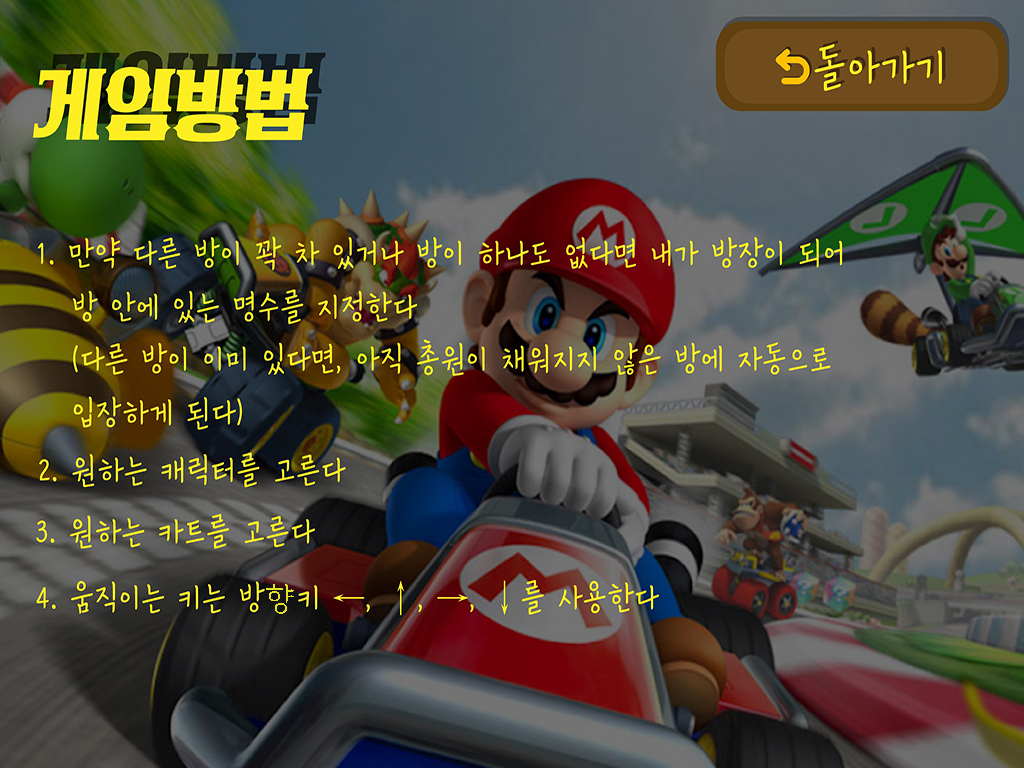 게임방법
돌아가기
1. 만약 다른 방이 꽉 차 있거나 방이 하나도 없다면 내가 방장이 되어
방 안에 있는 명수를 지정한다
(다른 방이 이미 있다면, 아직 총원이 채워지지 않은 방에 자동으로
입장하게 된다)
2. 원하는 캐릭터를 고른다
3. 원하는 카트를 고른다
4. 움직이는 키는 방향키 ←, ↑, →, ↓를 사용한다